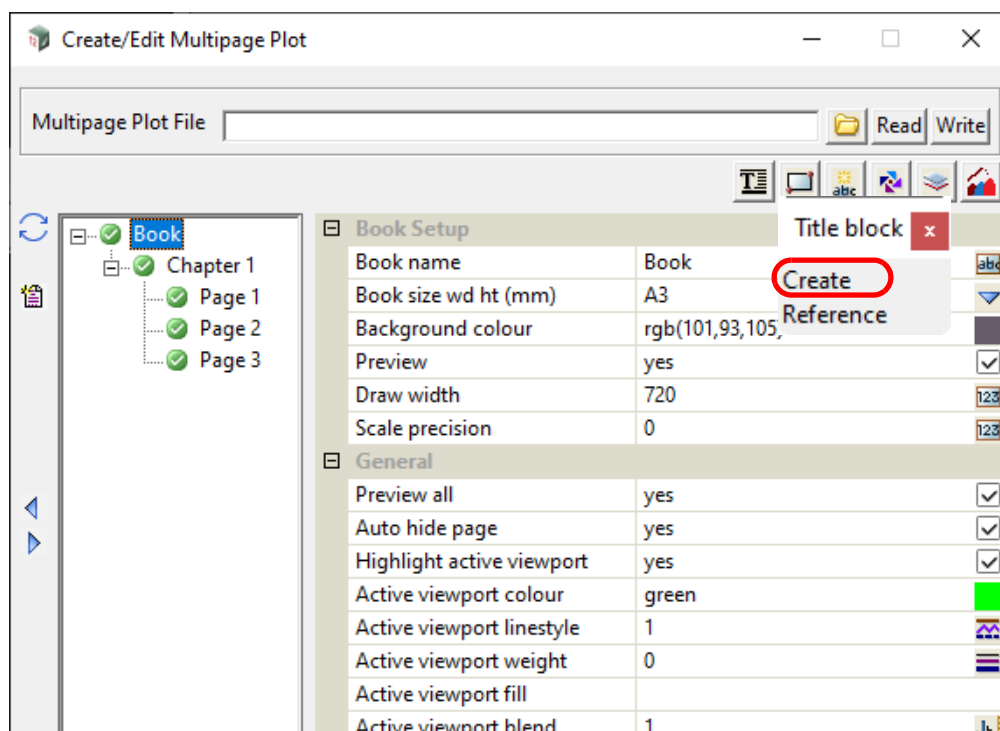 Create/Edit Multipage Plot
Multipage Plot File
Read
Write
abc
Title block x
Create
Reference
Book
Chapter 1
Page 1
Page 2
Page 3
Book Setup
Book name Book abc
Book size wd ht (mm) A3
Background colour rgb(101,93,105)
Preview yes
Draw width 720 123
Scale precision 0 123
General
Preview all yes
Auto hide page yes
Highlight active viewport yes
Active viewport colour green
Active viewport linestyle 1
Active viewport weight 0
Active viewport fill
Active viewport blend 1